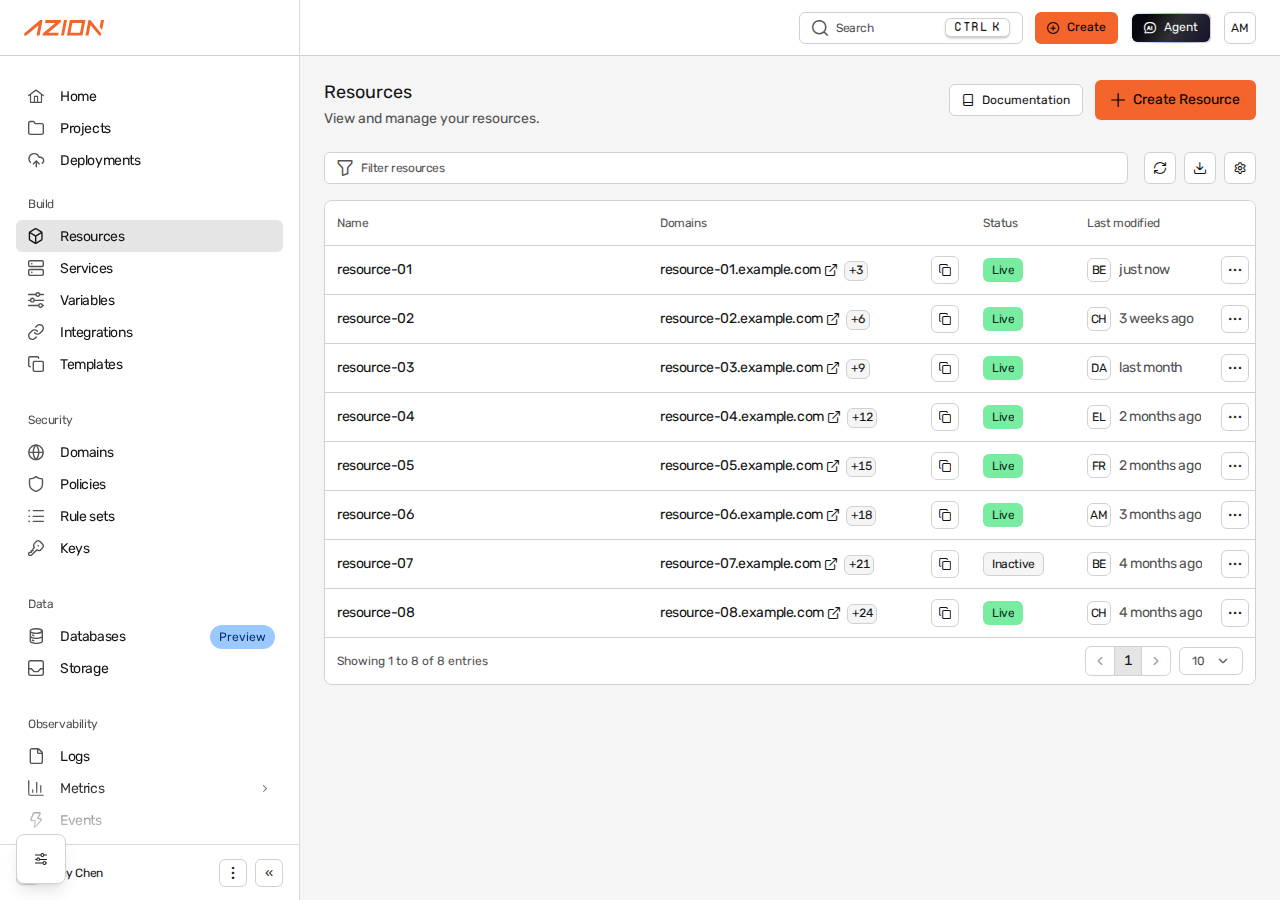 AZION
Search CTRL K
Create
Agent
AM
Home
Projects
Deployments
Build
Resources
Services
Variables
Integrations
Templates
Security
Domains
Policies
Rule sets
Keys
Data
Databases Preview
Storage
Observability
Logs
Metrics
Events
y Chen
Resources
View and manage your resources.
Documentation
Create Resource
Filter resources
Name Domains Status Last modified
resource-01 resource-01.example.com +3 Live BE just now
resource-02 resource-02.example.com +6 Live CH 3 weeks ago
resource-03 resource-03.example.com +9 Live DA last month
resource-04 resource-04.example.com +12 Live EL 2 months ago
resource-05 resource-05.example.com +15 Live FR 2 months ago
resource-06 resource-06.example.com +18 Live AM 3 months ago
resource-07 resource-07.example.com +21 Inactive BE 4 months ago
resource-08 resource-08.example.com +24 Live CH 4 months ago
Showing 1 to 8 of 8 entries 1 10